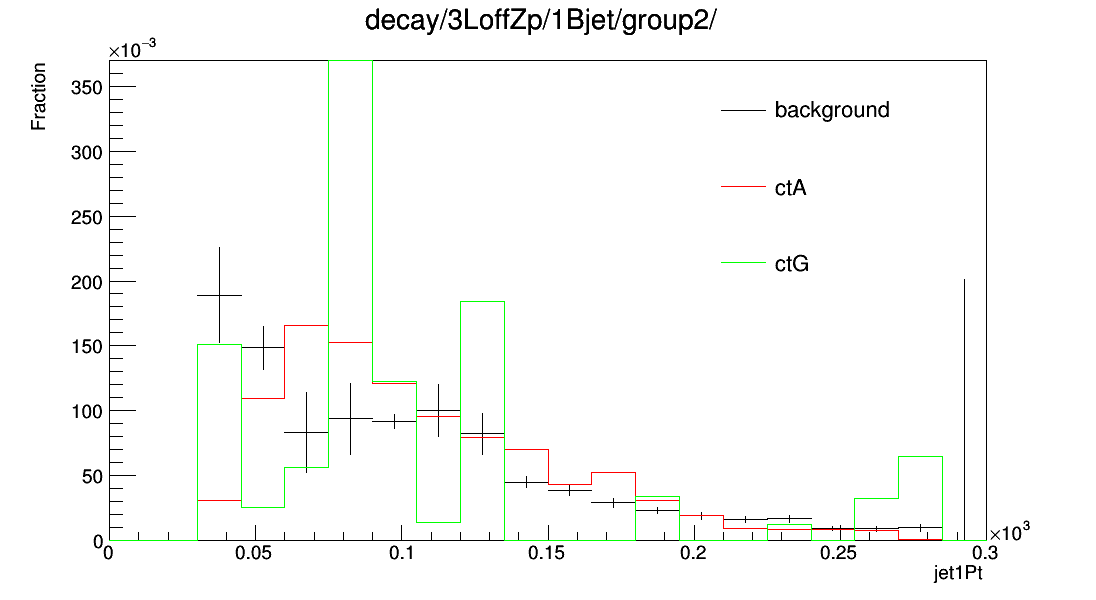 decay/3LoffZp/1Bjet/group2/
×10⁻³
Fraction
350
300
250
200
150
100
50
0
background
ctA
ctG
0 0.05 0.1 0.15 0.2 0.25 0.3
×10³
jet1Pt